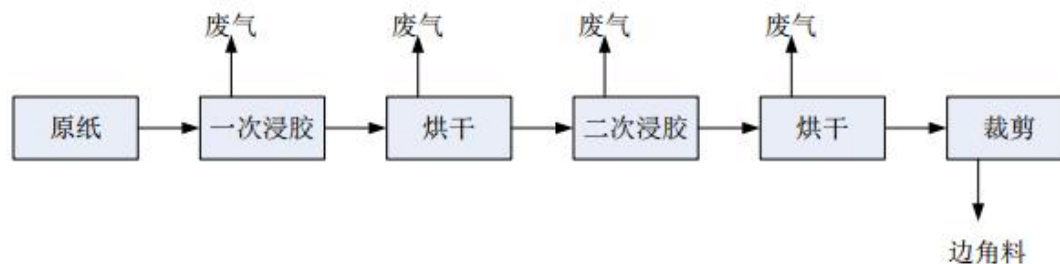 废气 废气 废气 废气
原纸 一次浸胶 烘干 二次浸胶 烘干 裁剪
边角料